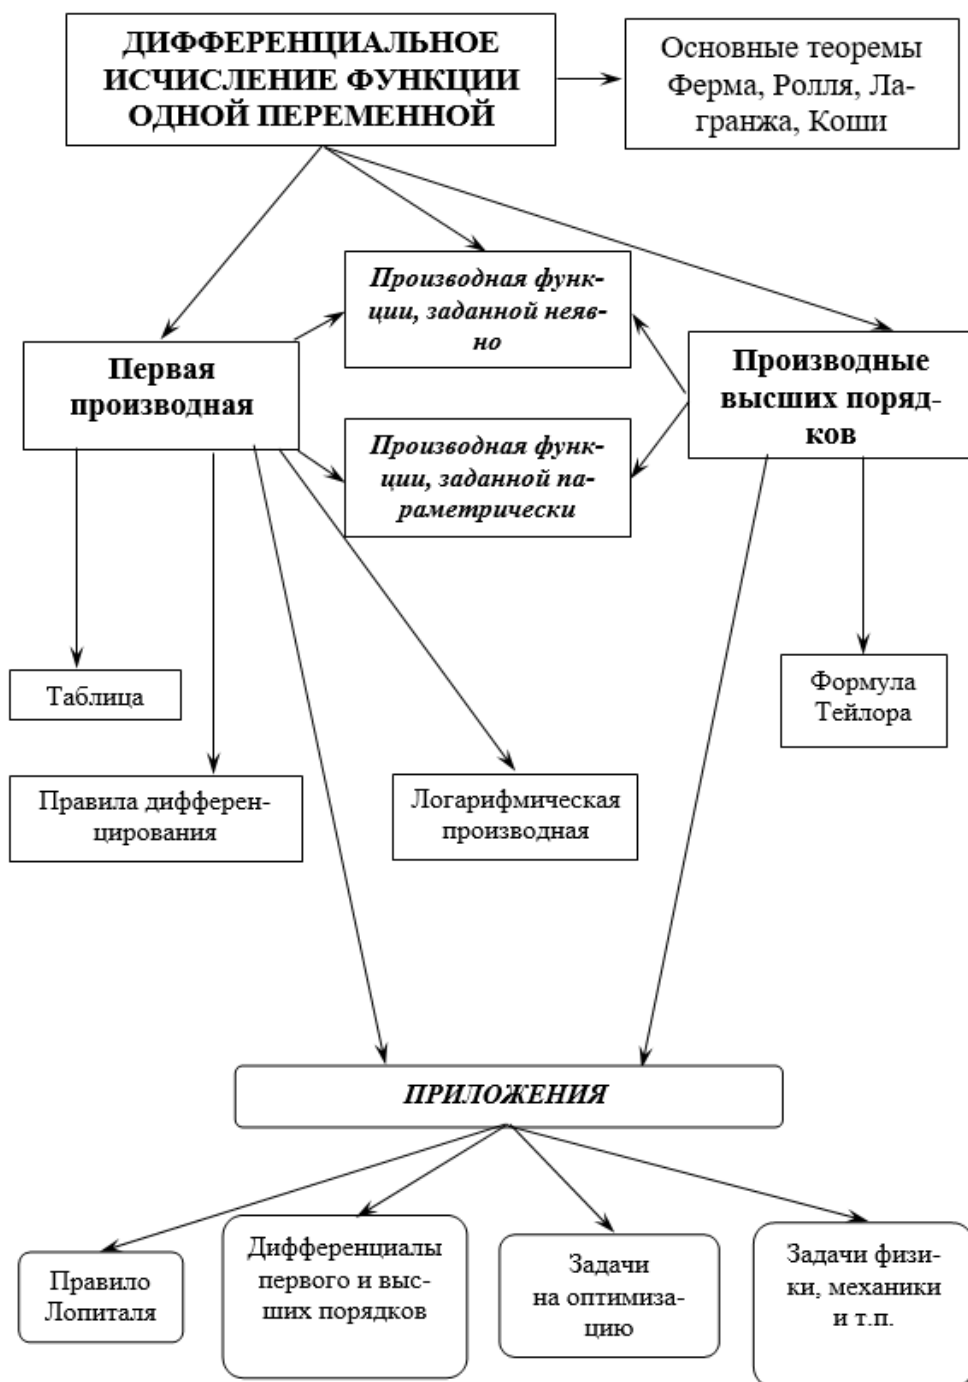 ДИФФЕРЕНЦИАЛЬНОЕ
ИСЧИСЛЕНИЕ ФУНКЦИИ
ОДНОЙ ПЕРЕМЕННОЙ
Основные теоремы
Ферма, Ролля, Ла-
гранжа, Коши
Производная функ-
ции, заданной неяв-
но
Первая
производная
Производные
высших поряд-
ков
Производная функ-
ции, заданной па-
раметрически
Таблица
Формула
Тейлора
Правила дифферен-
цирования
Логарифмическая
производная
ПРИЛОЖЕНИЯ
Правило
Лопиталя
Дифференциалы
первого и выс-
ших порядков
Задачи
на оптимиза-
цию
Задачи физи-
ки, механики
и т.п.